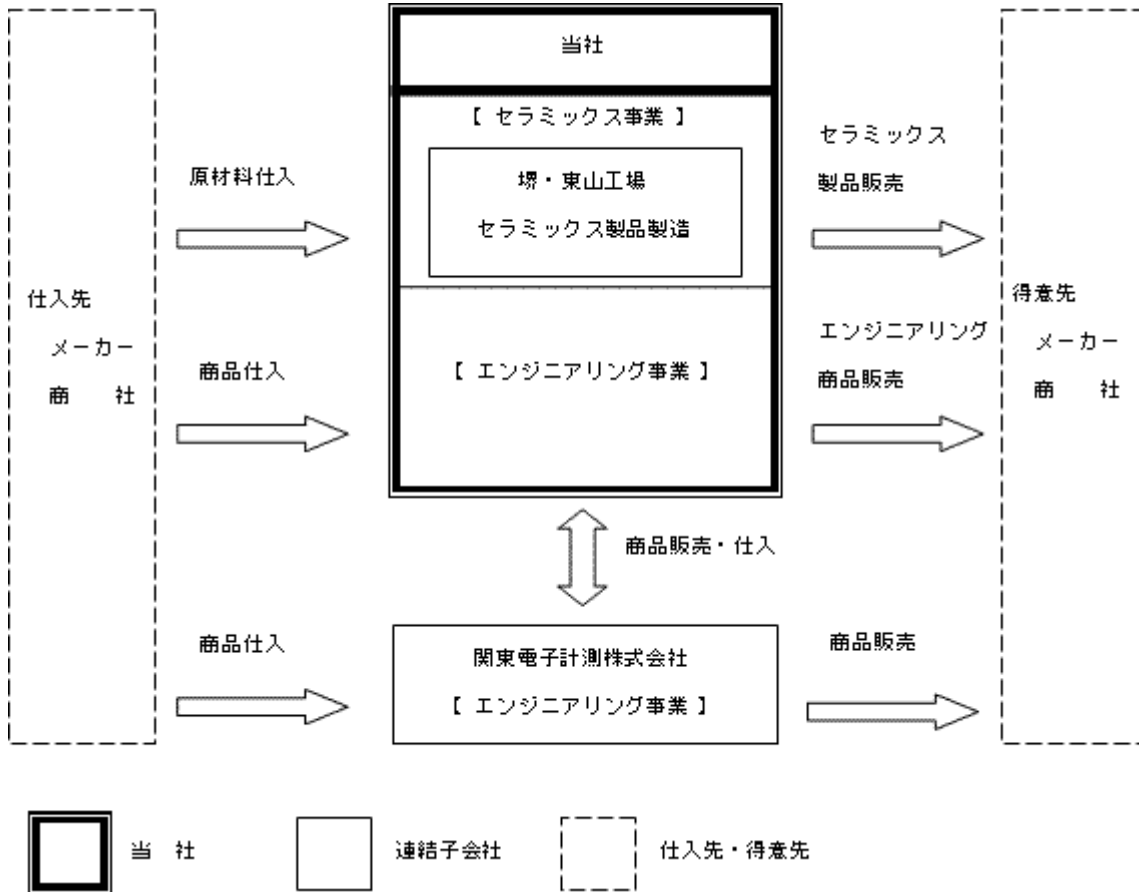 当社
【 セラミックス事業 】
堺・東山工場
セラミックス製品製造
【 エンジニアリング事業 】
仕入先
メーカー
商　　社
原材料仕入
商品仕入
商品仕入
セラミックス
製品販売
エンジニアリング
商品販売
商品販売
得意先
メーカー
商　　社
商品販売・仕入
関東電子計測株式会社
【 エンジニアリング事業 】
当　社
連結子会社
仕入先・得意先